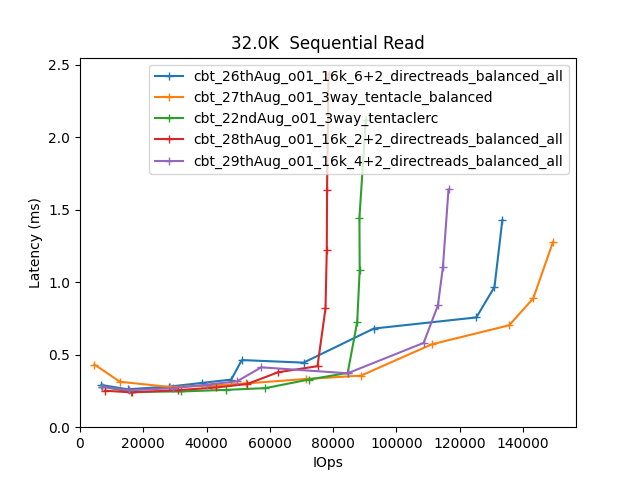 32.0K  Sequential Read
cbt_26thAug_o01_16k_6+2_directreads_balanced_all
cbt_27thAug_o01_3way_tentacle_balanced
cbt_22ndAug_o01_3way_tentaclerc
cbt_28thAug_o01_16k_2+2_directreads_balanced_all
cbt_29thAug_o01_16k_4+2_directreads_balanced_all
Latency (ms)
2.5
2.0
1.5
1.0
0.5
0.0
0
20000
40000
60000
80000
100000
120000
140000
IOps